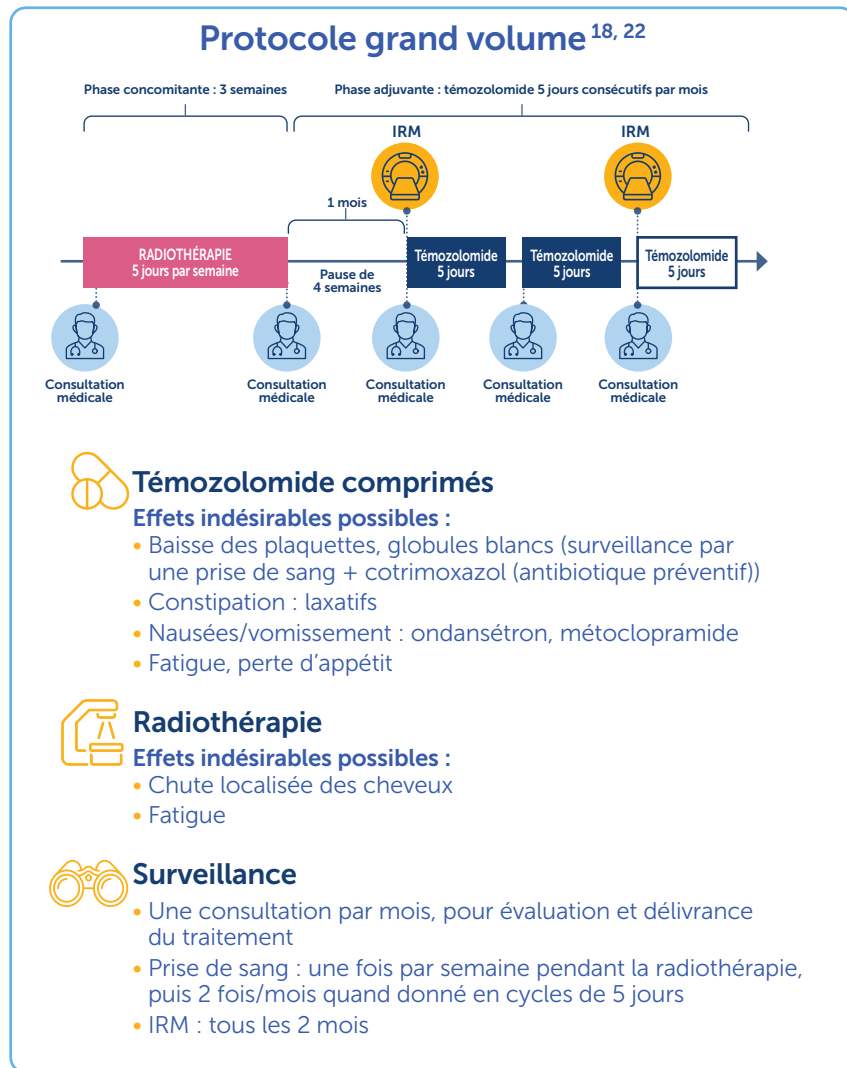 Protocole grand volume 18, 22
Phase concomitante : 3 semaines
Phase adjuvante : témozolomide 5 jours consécutifs par mois
IRM
IRM
1 mois
RADIOTHÉRAPIE
5 jours par semaine
Pause de
4 semaines
Témozolomide
5 jours
Témozolomide
5 jours
Témozolomide
5 jours
Consultation
médicale
Consultation
médicale
Consultation
médicale
Consultation
médicale
Consultation
médicale
Témozolomide comprimés
Effets indésirables possibles :
• Baisse des plaquettes, globules blancs (surveillance par
une prise de sang + cotrimoxazol (antibiotique préventif))
• Constipation : laxatifs
• Nausées/vomissement : ondansétron, métoclopramide
• Fatigue, perte d’appétit
Radiothérapie
Effets indésirables possibles :
• Chute localisée des cheveux
• Fatigue
Surveillance
• Une consultation par mois, pour évaluation et délivrance
du traitement
• Prise de sang : une fois par semaine pendant la radiothérapie,
puis 2 fois/mois quand donné en cycles de 5 jours
• IRM : tous les 2 mois